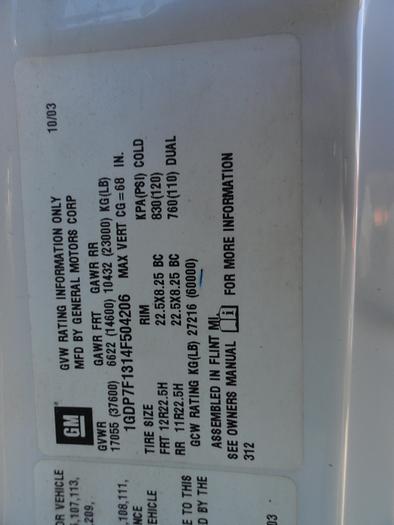 GM
GVW RATING INFORMATION ONLY 10/03
MFD BY GENERAL MOTORS CORP
GVWR GAWR FRT GAWR RR
17055 (37600) 6622 (14600) 10432 (23000) KG(LB)
1GDP7F1314F504206 MAX VERT CG=68 IN.
TIRE SIZE RIM KPA(PSI) COLD
FRT 12R22.5H 22.5X8.25 BC 830(120)
RR 11R22.5H 22.5X8.25 BC 760(110) DUAL
GCW RATING KG(LB) 27216 (60000)
ASSEMBLED IN FLINT MI.
SEE OWNERS MANUAL FOR MORE INFORMATION
312
OR VEHICLE
,107,113,
209,
,108,111,
NCE
EHICLE
E TO THIS
D BY THE
03